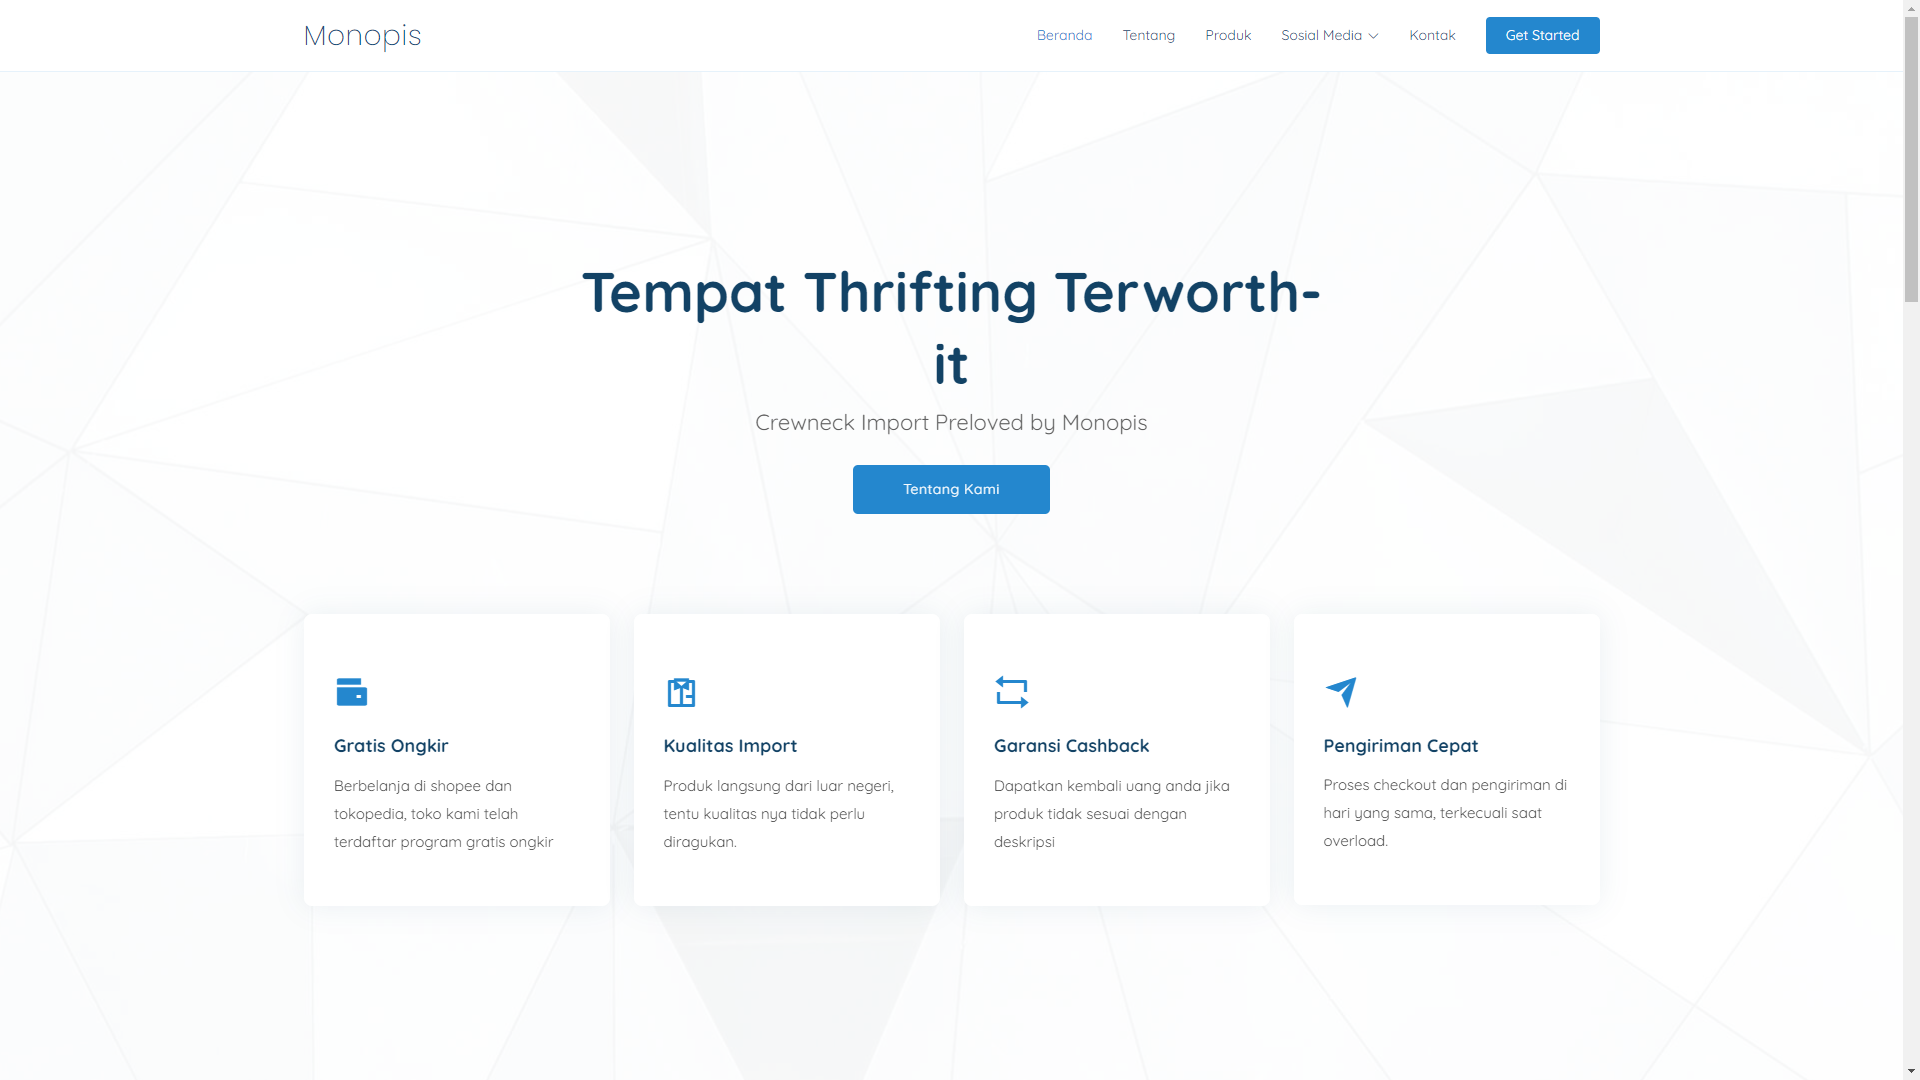 Monopis
Beranda
Tentang
Produk
Sosial Media
Kontak
Get Started
Tempat Thrifting Terworth-
it
Crewneck Import Preloved by Monopis
Tentang Kami
Gratis Ongkir
Berbelanja di shopee dan
tokopedia, toko kami telah
terdaftar program gratis ongkir
Kualitas Import
Produk langsung dari luar negeri,
tentu kualitas nya tidak perlu
diragukan.
Garansi Cashback
Dapatkan kembali uang anda jika
produk tidak sesuai dengan
deskripsi
Pengiriman Cepat
Proses checkout dan pengiriman di
hari yang sama, terkecuali saat
overload.